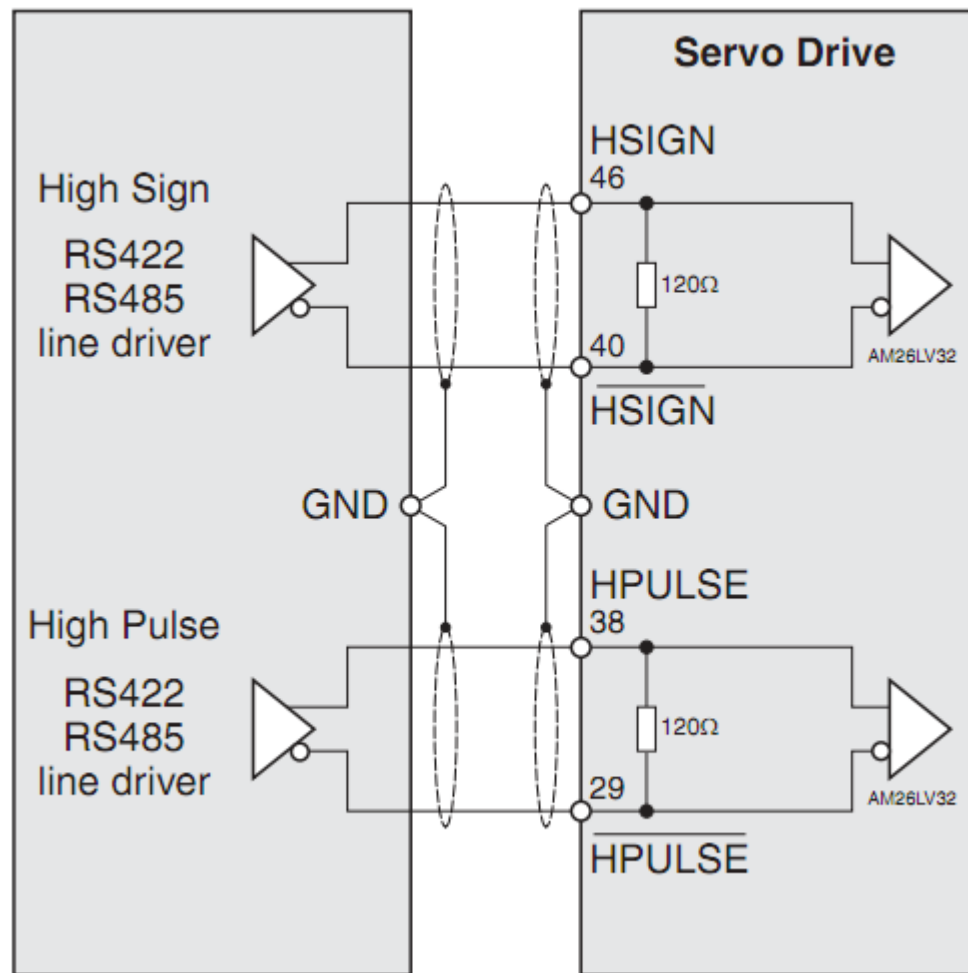 Servo Drive
High Sign
RS422
RS485
line driver
HSIGN
46
120Ω
40
HSIGN
AM26LV32
GND
GND
High Pulse
RS422
RS485
line driver
HPULSE
38
120Ω
29
HPULSE
AM26LV32